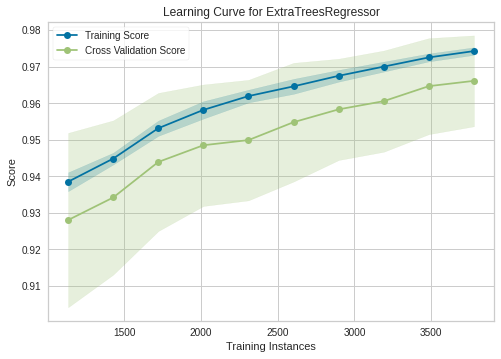 Learning Curve for ExtraTreesRegressor
Training Score
Cross Validation Score
0.98
0.97
0.96
0.95
0.94
0.93
0.92
0.91
Score
1500
2000
2500
3000
3500
Training Instances